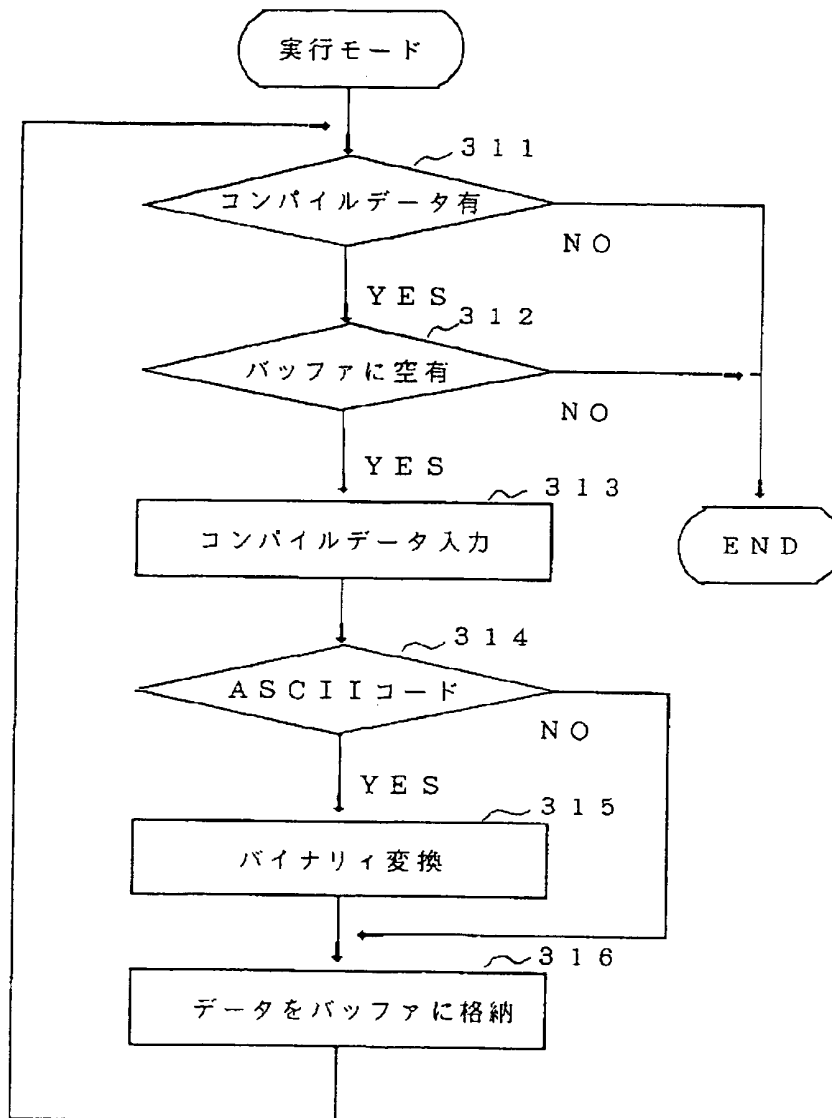 実行モード
311
コンパイルデータ有
NO
YES
312
バッファに空有
NO
YES
313
コンパイルデータ入力
END
314
ASCIIコード
NO
YES
315
バイナリィ変換
316
データをバッファに格納